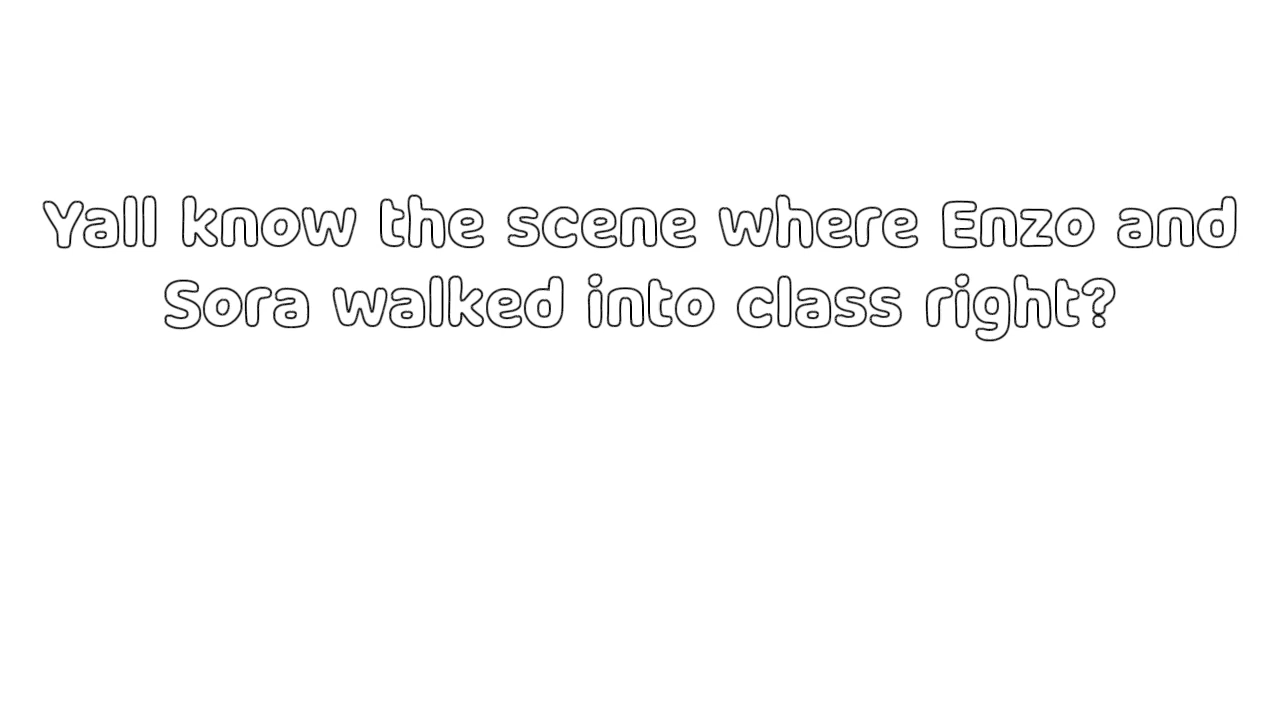 Yall know the scene where Enzo and
Sora walked into class right?